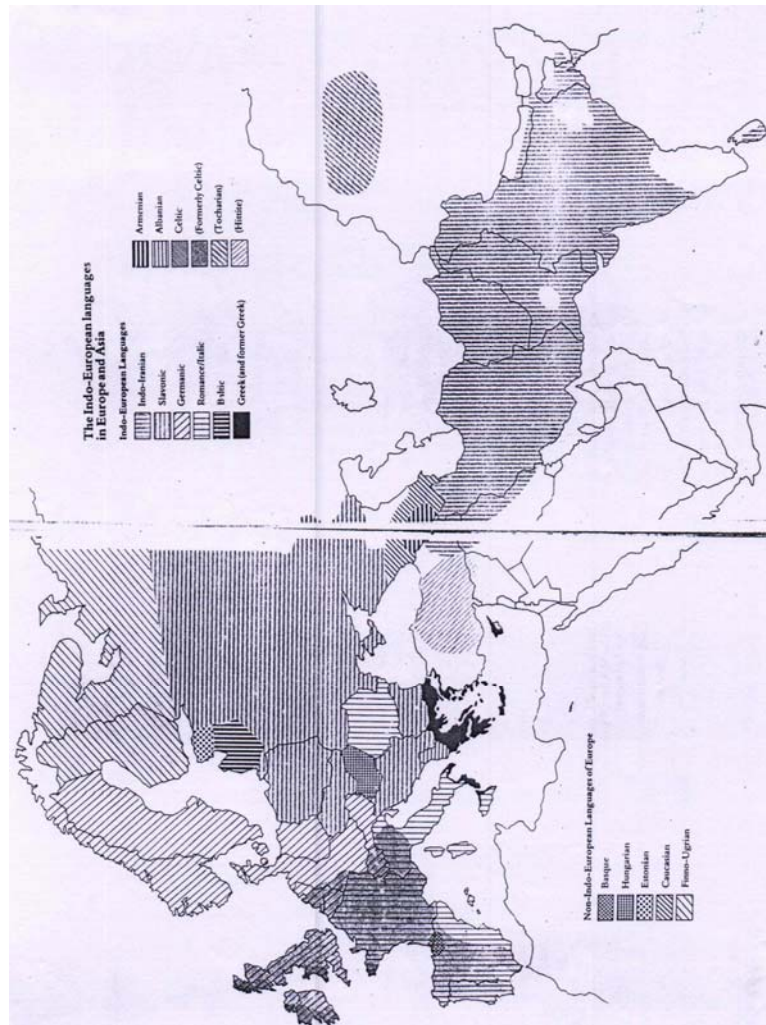 The Indo-European languages
in Europe and Asia
Indo-European Languages
Indo-Iranian
Slavonic
Germanic
Romance/Italic
Baltic
Greek (and former Greek)
Armenian
Albanian
Celtic
(Formerly Celtic)
(Tocharian)
(Hittite)
Non-Indo-European Languages of Europe
Basque
Hungarian
Estonian
Caucasian
Finno-Ugrian